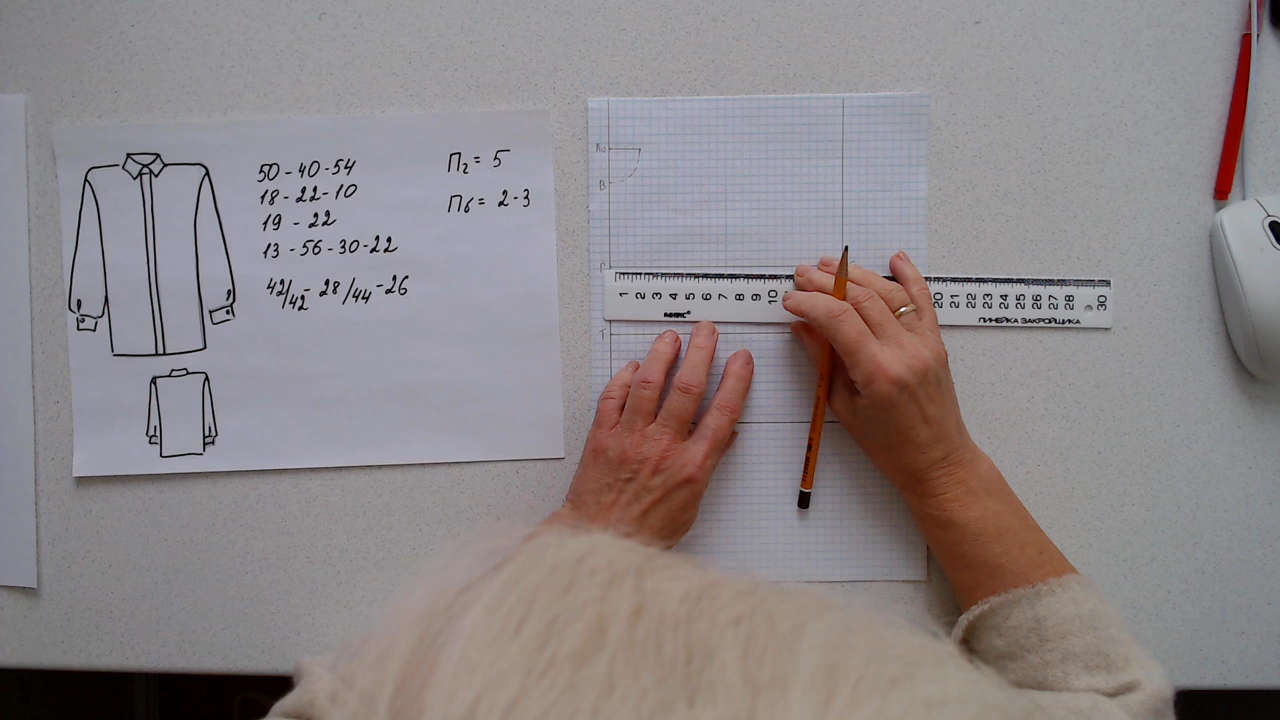 50-40-54
18-22-10
19-22
13-56-30-22
42/42-28/44-26
Пг = 5
Пб = 2-3
В
Г
Т
1 2 3 4 5 6 7 8 9 10 20 21 22 23 24 25 26 27 28 30
ЛИНЕЙКА ЗАКРОЙЩИКА